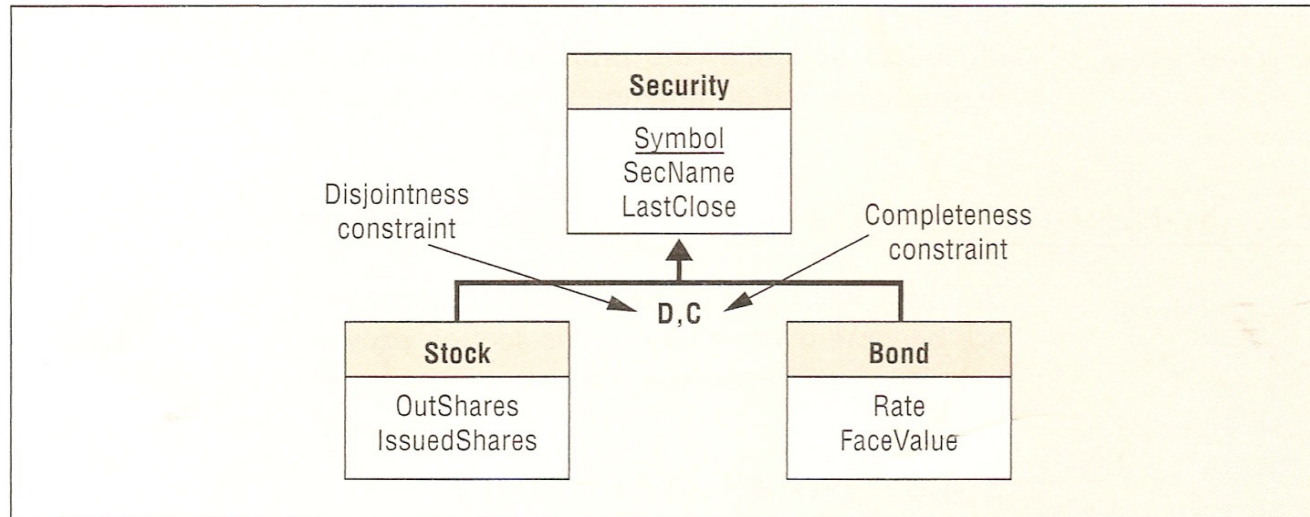 Security
Symbol
SecName
LastClose
Disjointness
constraint
Completeness
constraint
D,C
Stock
OutShares
IssuedShares
Bond
Rate
FaceValue